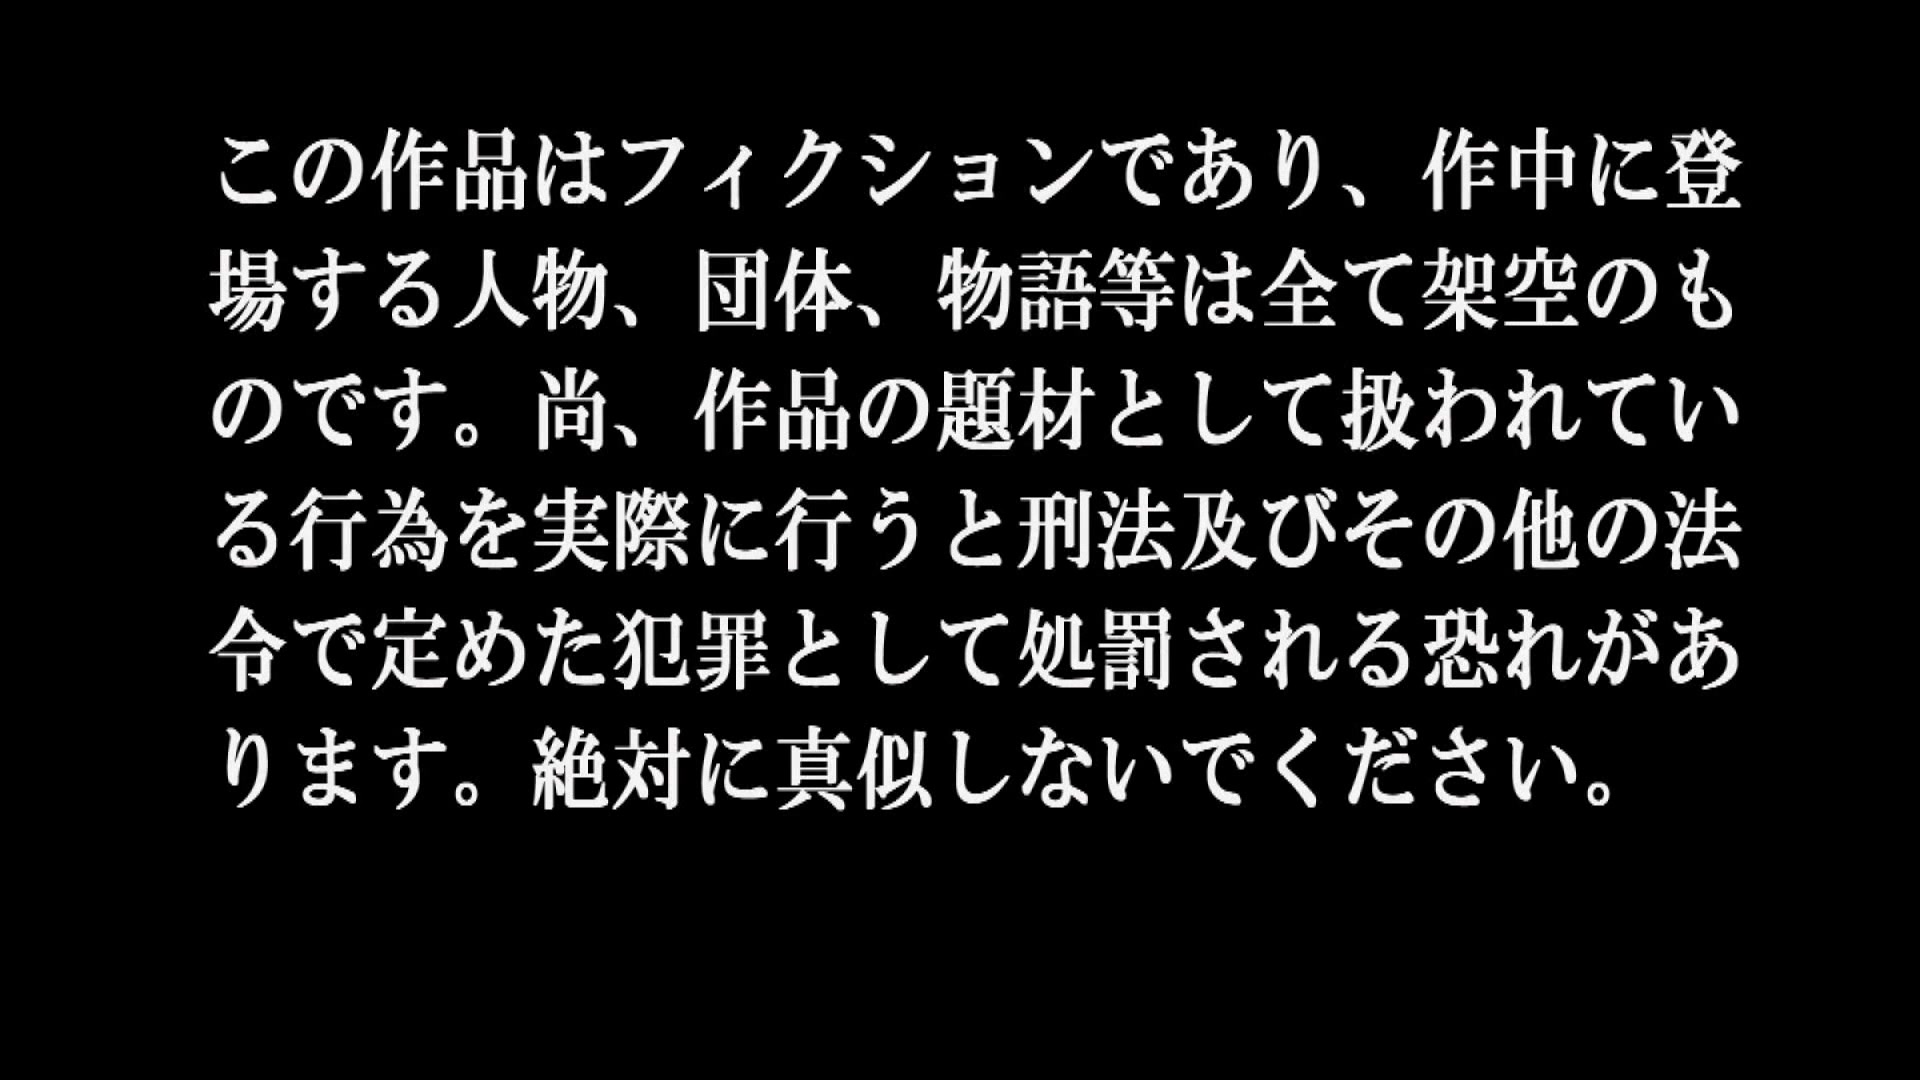 この作品はフィクションであり、作中に登
場する人物、団体、物語等は全て架空のも
のです。尚、作品の題材として扱われてい
る行為を実際に行うと刑法及びその他の法
令で定めた犯罪として処罰される恐れがあ
ります。絶対に真似しないでください。